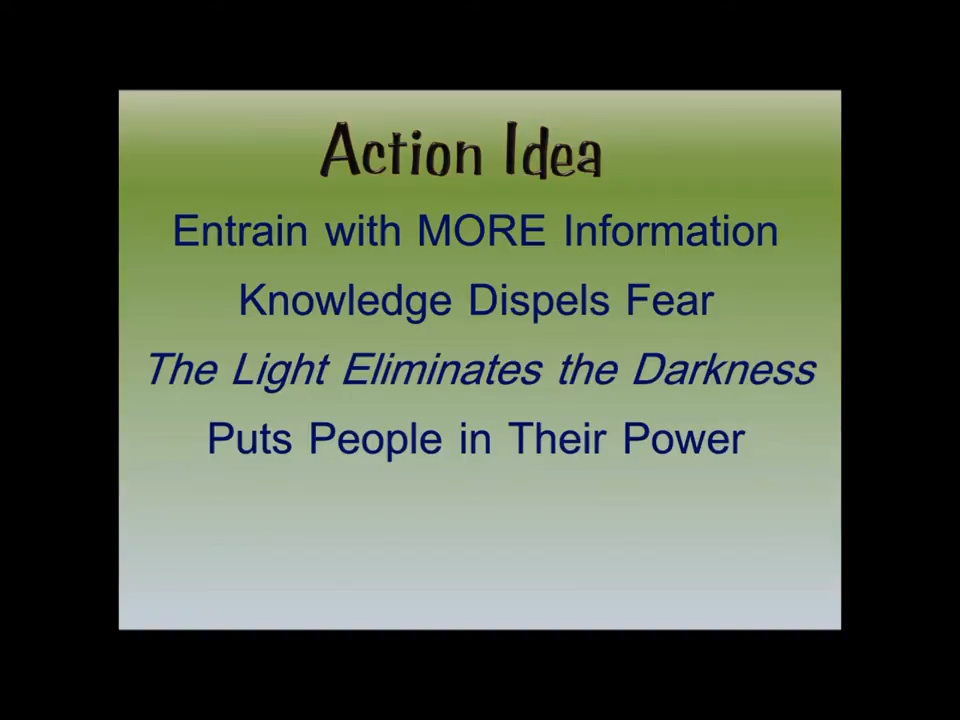 Action Idea
Entrain with MORE Information
Knowledge Dispels Fear
The Light Eliminates the Darkness
Puts People in Their Power